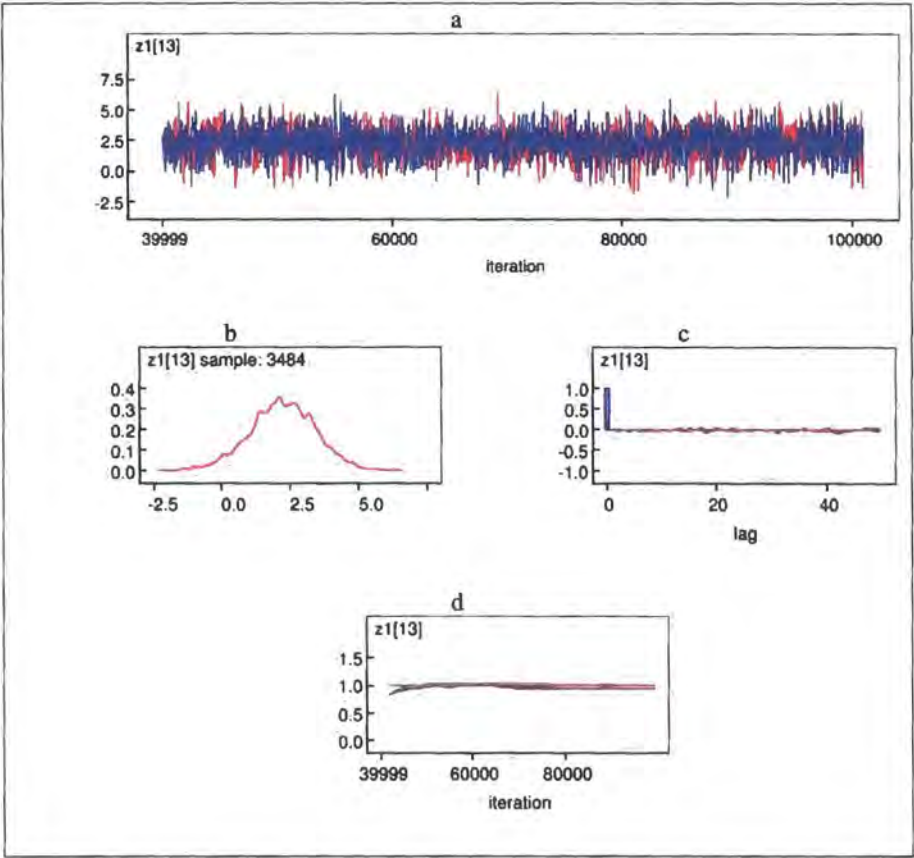 a
z1[13]
7.5
5.0
2.5
0.0
-2.5
39999 60000 80000 100000
iteration
b
z1[13] sample: 3484
0.4
0.3
0.2
0.1
0.0
-2.5 0.0 2.5 5.0
c
z1[13]
1.0
0.5
0.0
-0.5
-1.0
0 20 40
lag
d
z1[13]
1.5
1.0
0.5
0.0
39999 60000 80000
iteration